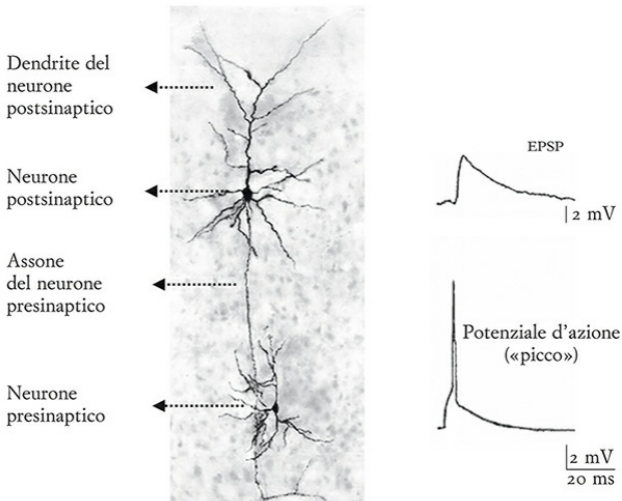 Dendrite del
neurone
postsinaptico
Neurone
postsinaptico
Assone
del neurone
presinaptico
Neurone
presinaptico
EPSP
2 mV
Potenziale d'azione
(«picco»)
2 mV
20 ms